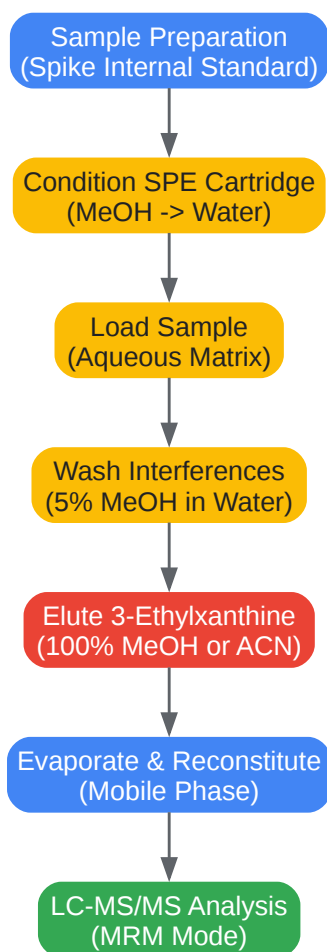 Sample Preparation
(Spike Internal Standard)
Condition SPE Cartridge
(MeOH -> Water)
Load Sample
(Aqueous Matrix)
Wash Interferences
(5% MeOH in Water)
Elute 3-Ethylxanthine
(100% MeOH or ACN)
Evaporate & Reconstitute
(Mobile Phase)
LC-MS/MS Analysis
(MRM Mode)